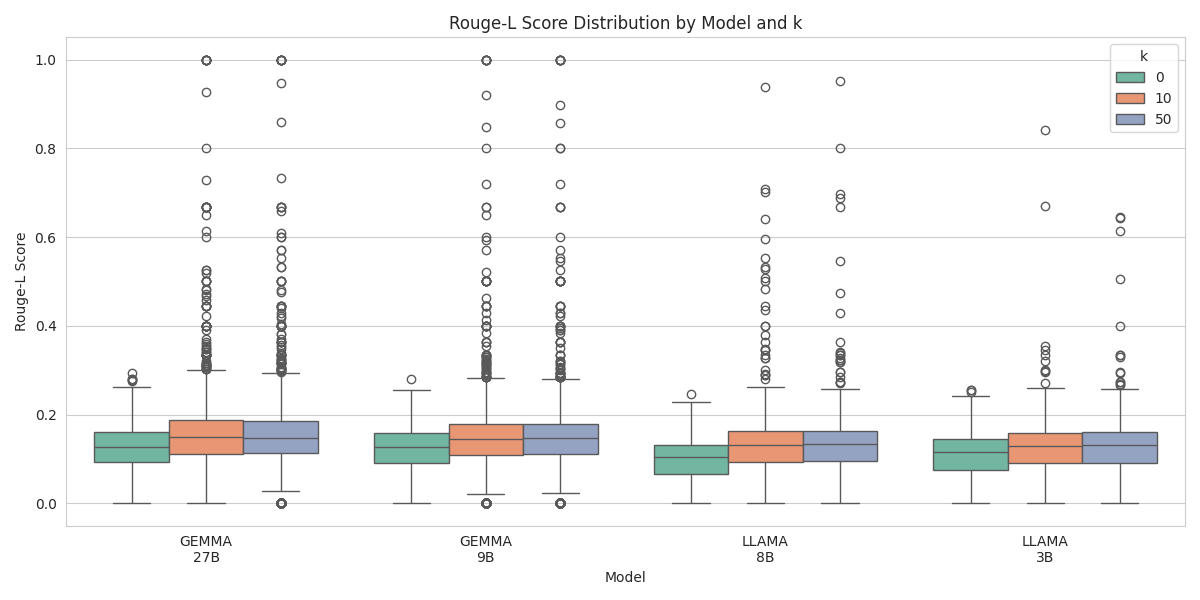 Rouge-L Score Distribution by Model and k
k
0
10
50
Rouge-L Score
1.0
0.8
0.6
0.4
0.2
0.0
GEMMA
27B
GEMMA
9B
LLAMA
8B
LLAMA
3B
Model